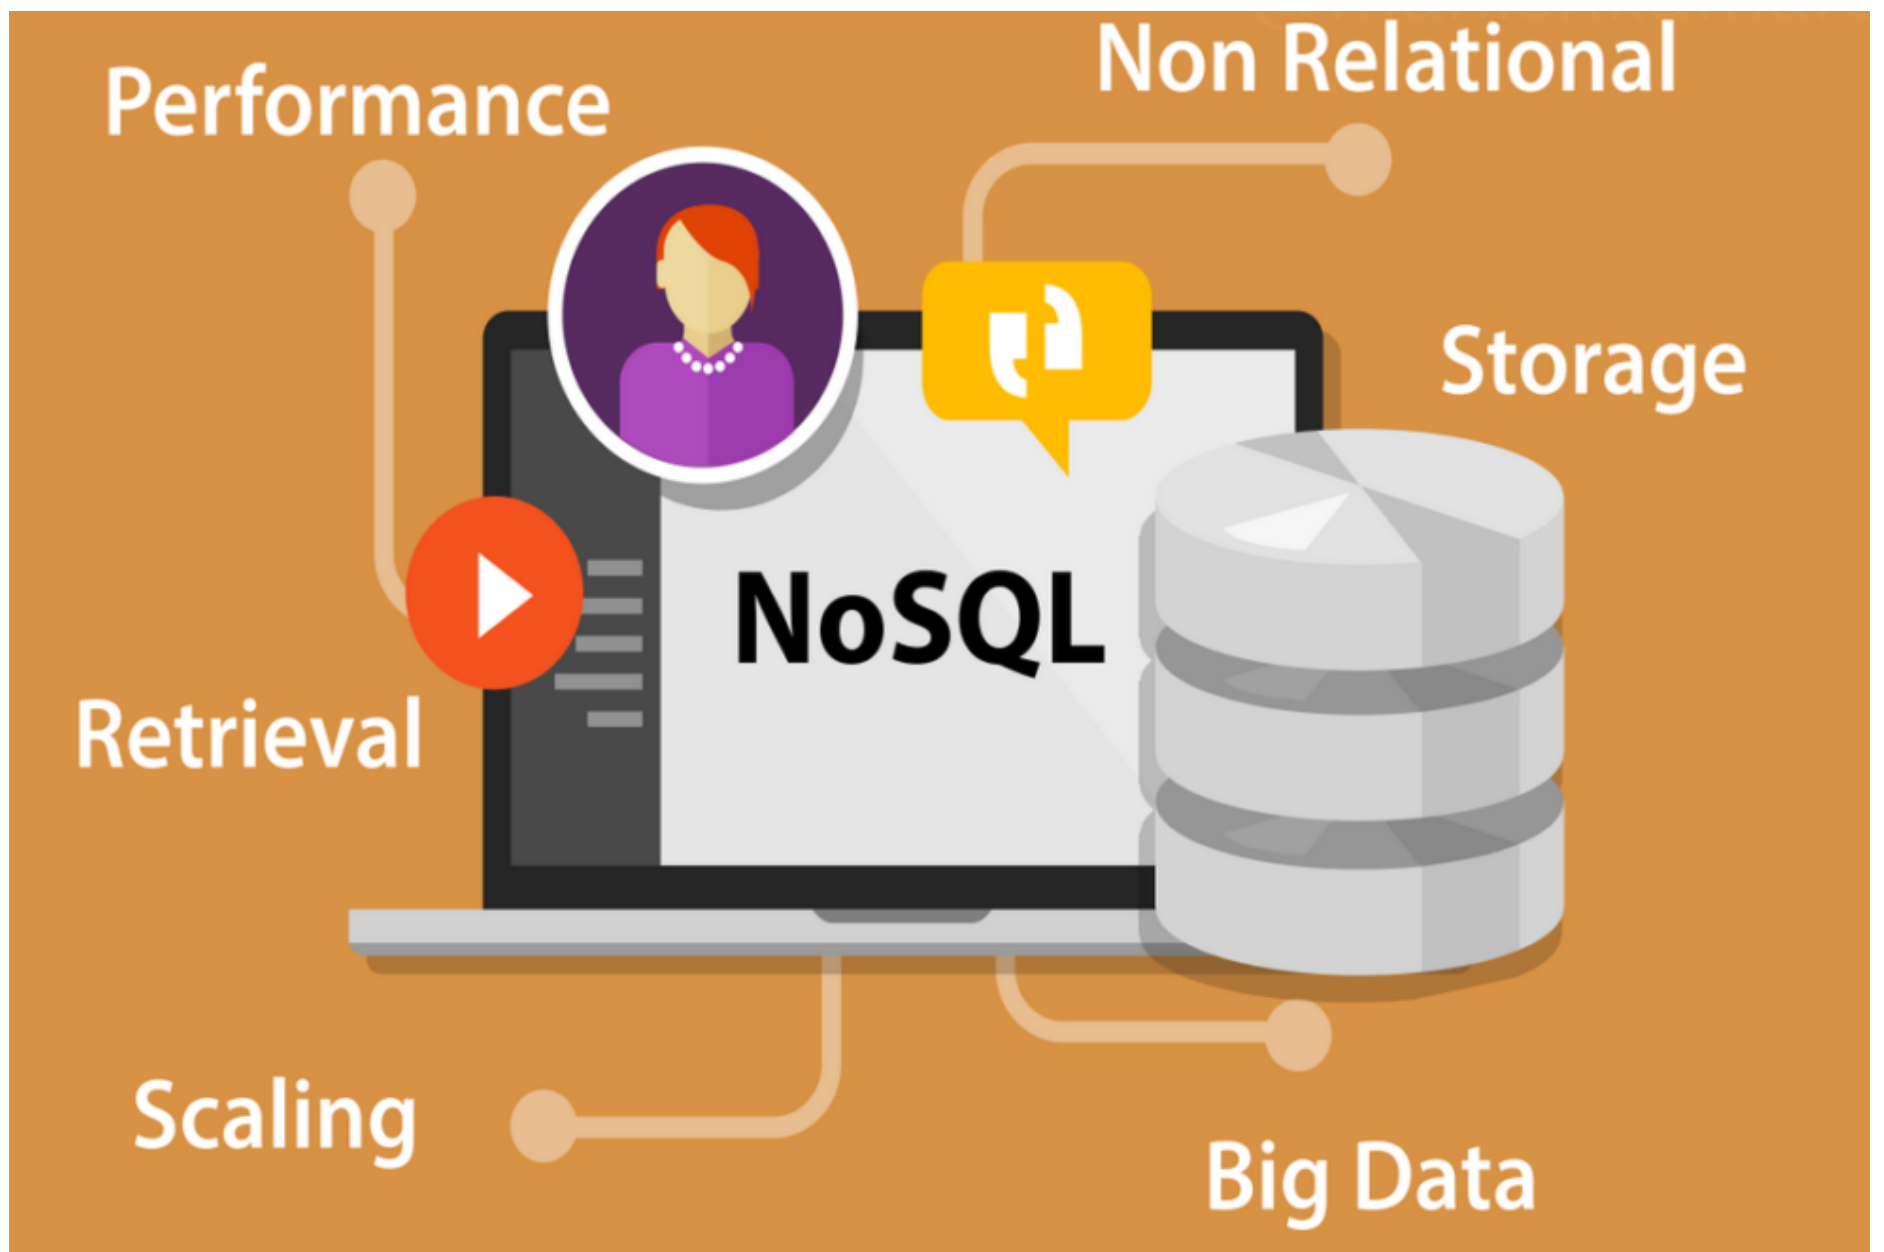 Non Relational
Performance
Storage
NoSQL
Retrieval
Scaling
Big Data